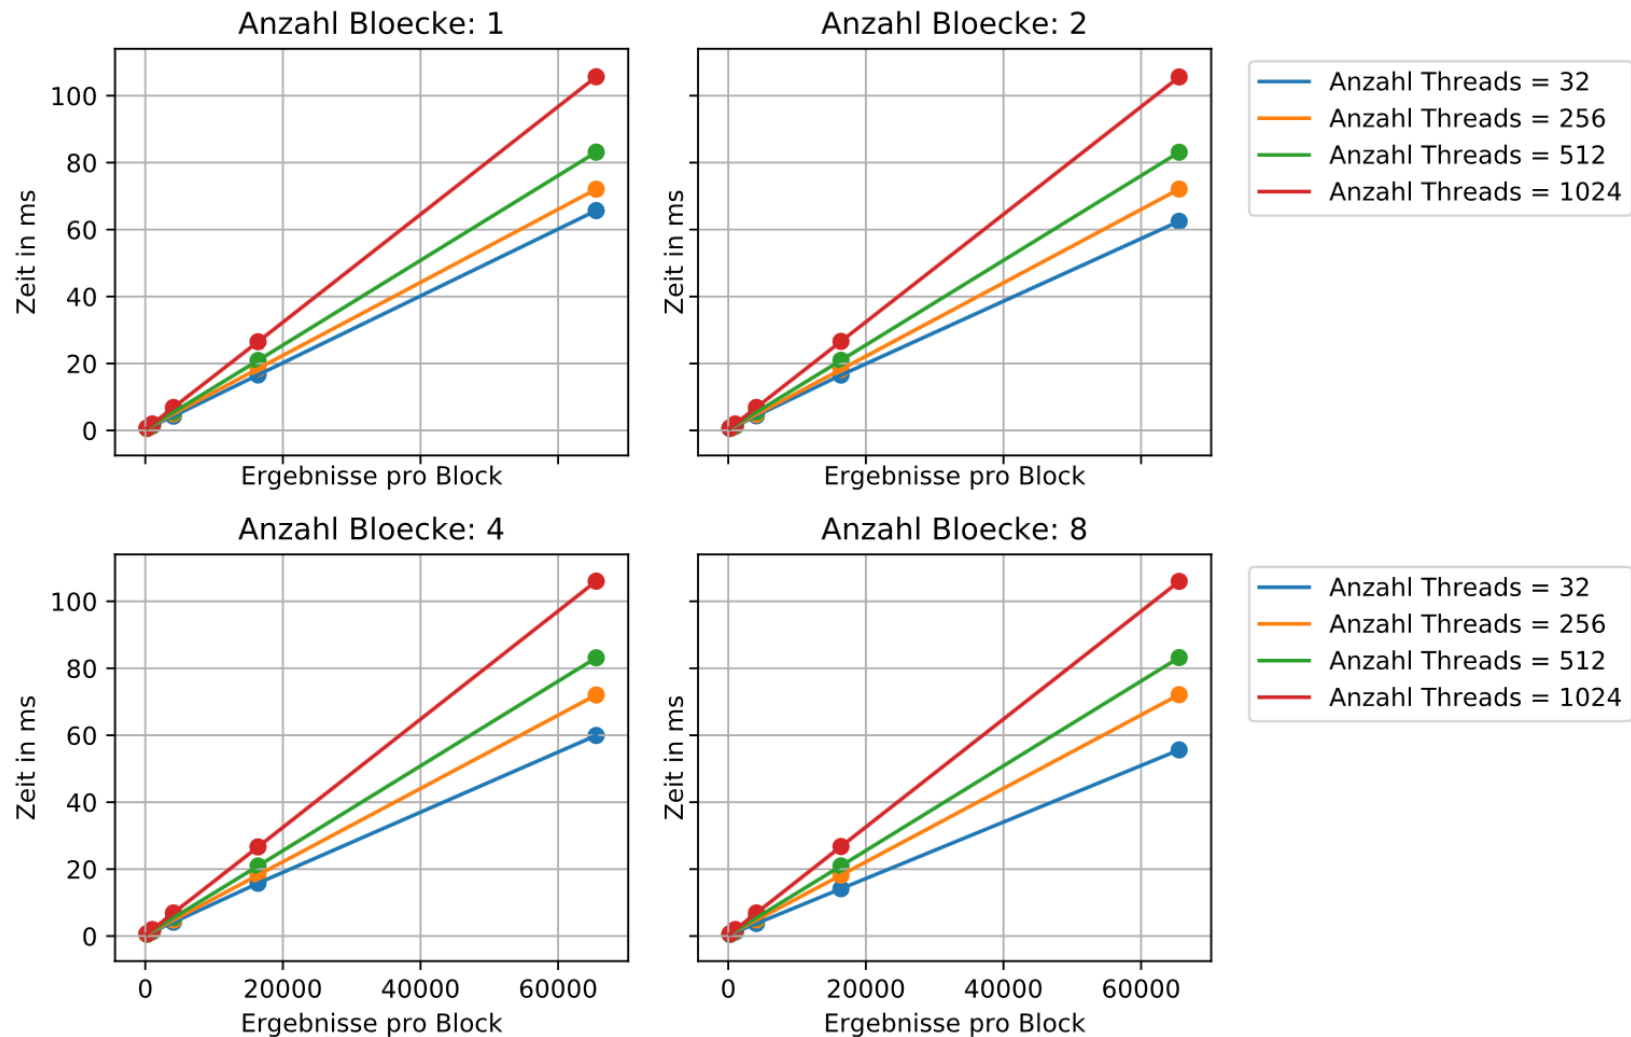 Anzahl Bloecke: 1
Zeit in ms
100
80
60
40
20
0
Ergebnisse pro Block
Anzahl Bloecke: 2
Zeit in ms
Ergebnisse pro Block
Anzahl Threads = 32
Anzahl Threads = 256
Anzahl Threads = 512
Anzahl Threads = 1024
Anzahl Bloecke: 4
Zeit in ms
100
80
60
40
20
0
0 20000 40000 60000
Ergebnisse pro Block
Anzahl Bloecke: 8
Zeit in ms
0 20000 40000 60000
Ergebnisse pro Block
Anzahl Threads = 32
Anzahl Threads = 256
Anzahl Threads = 512
Anzahl Threads = 1024